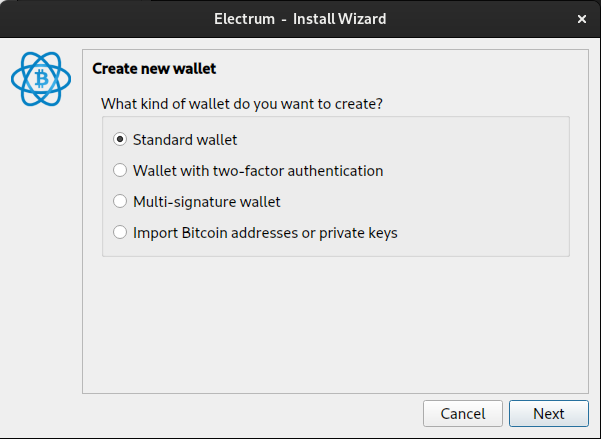 Electrum - Install Wizard
Create new wallet
What kind of wallet do you want to create?
Standard wallet
Wallet with two-factor authentication
Multi-signature wallet
Import Bitcoin addresses or private keys
Cancel
Next